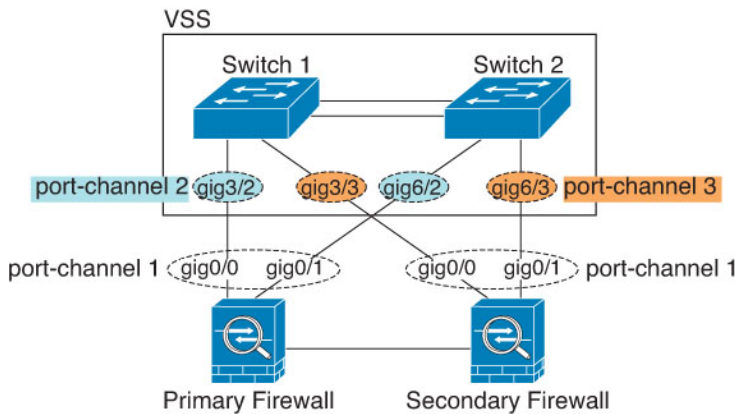 VSS
Switch 1
Switch 2
port-channel 2
gig3/2
gig3/3
gig6/2
gig6/3
port-channel 3
port-channel 1
gig0/0
gig0/1
gig0/0
gig0/1
port-channel 1
Primary Firewall
Secondary Firewall